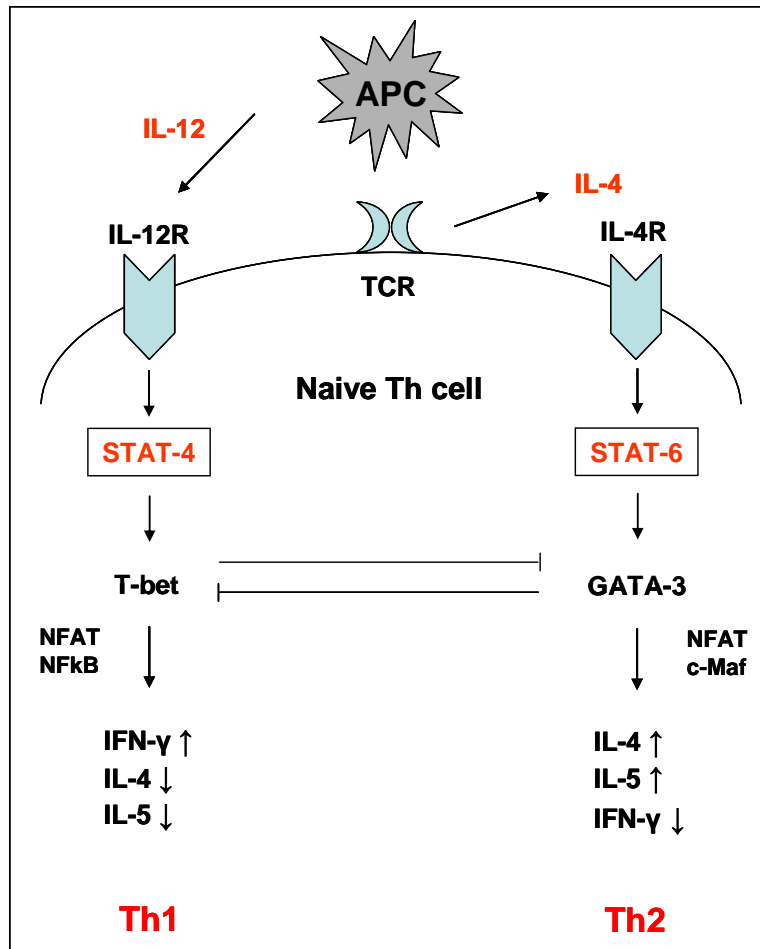 APC
IL-12
IL-4
IL-12R
IL-4R
TCR
Naive Th cell
STAT-4
STAT-6
T-bet
GATA-3
NFAT
NFkB
NFAT
c-Maf
IFN-γ ↑
IL-4 ↓
IL-5 ↓
IL-4 ↑
IL-5 ↑
IFN-γ ↓
Th1
Th2